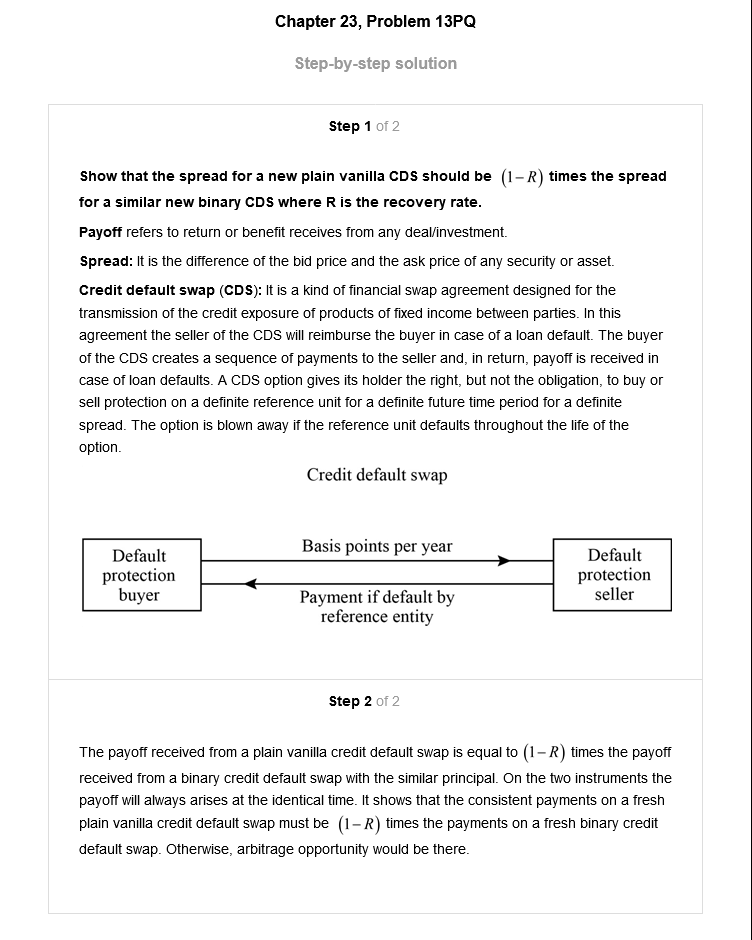 Chapter 23, Problem 13PQ
Step-by-step solution
Step 1 of 2
Show that the spread for a new plain vanilla CDS should be (1−R) times the spread
for a similar new binary CDS where R is the recovery rate.
Payoff refers to return or benefit receives from any deal/investment.
Spread: It is the difference of the bid price and the ask price of any security or asset.
Credit default swap (CDS): It is a kind of financial swap agreement designed for the
transmission of the credit exposure of products of fixed income between parties. In this
agreement the seller of the CDS will reimburse the buyer in case of a loan default. The buyer
of the CDS creates a sequence of payments to the seller and, in return, payoff is received in
case of loan defaults. A CDS option gives its holder the right, but not the obligation, to buy or
sell protection on a definite reference unit for a definite future time period for a definite
spread. The option is blown away if the reference unit defaults throughout the life of the
option.
Credit default swap
Default
protection
buyer
Basis points per year
Payment if default by
reference entity
Default
protection
seller
Step 2 of 2
The payoff received from a plain vanilla credit default swap is equal to (1−R) times the payoff
received from a binary credit default swap with the similar principal. On the two instruments the
payoff will always arises at the identical time. It shows that the consistent payments on a fresh
plain vanilla credit default swap must be (1−R) times the payments on a fresh binary credit
default swap. Otherwise, arbitrage opportunity would be there.